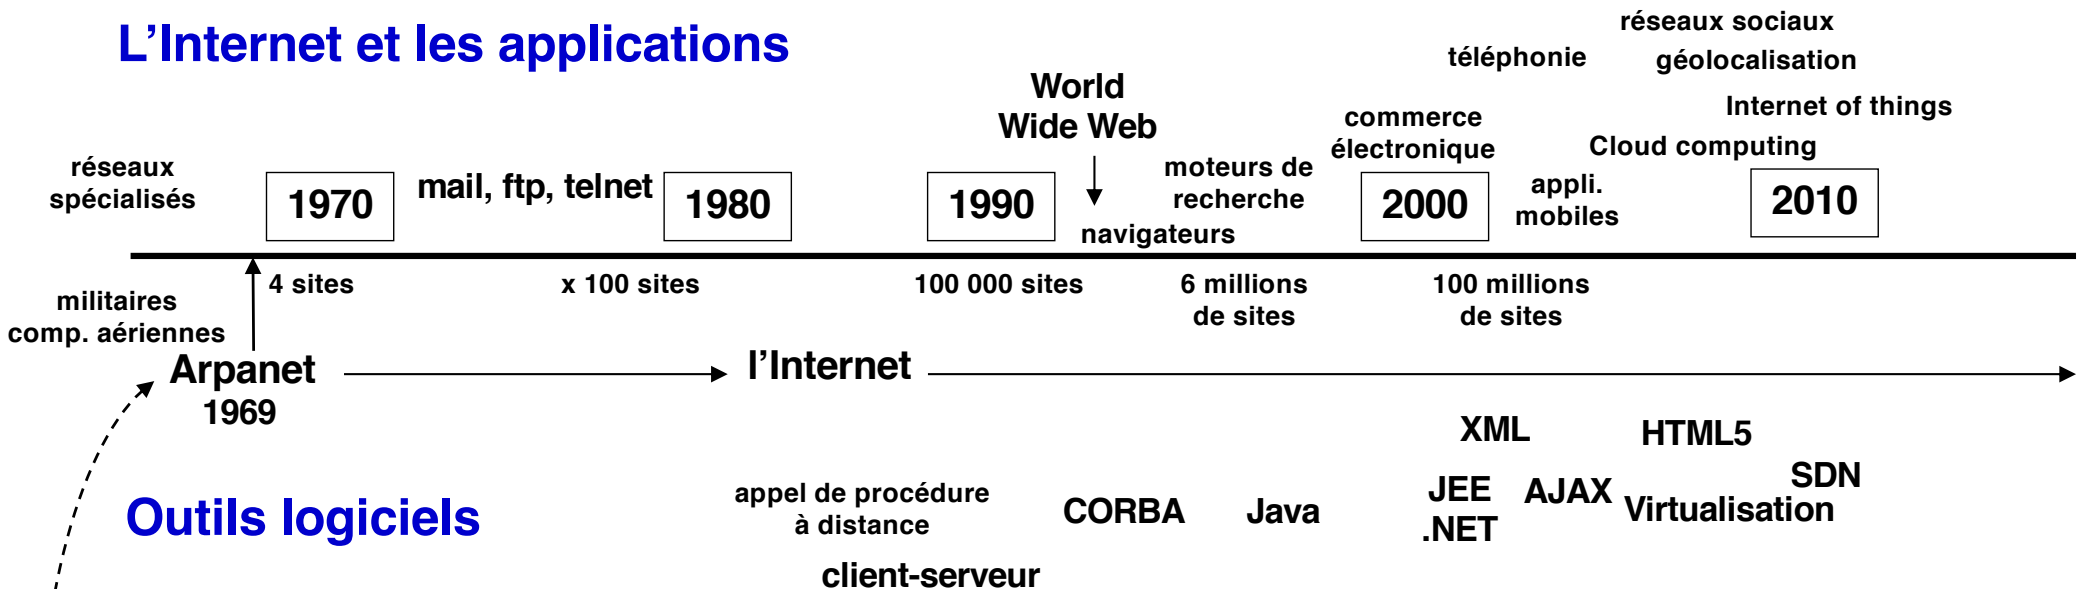 L'Internet et les applications
réseaux sociaux
téléphonie
géolocalisation
World
Wide Web
Internet of things
commerce
électronique
Cloud computing
réseaux
spécialisés
1970
mail, ftp, telnet
1980
1990
moteurs de
recherche
navigateurs
2000
appli.
mobiles
2010
4 sites
x 100 sites
100 000 sites
6 millions
de sites
100 millions
de sites
militaires
comp. aériennes
Arpanet
1969
l'Internet
Outils logiciels
appel de procédure
à distance
client-serveur
CORBA
Java
XML
JEE
.NET
AJAX
HTML5
SDN
Virtualisation